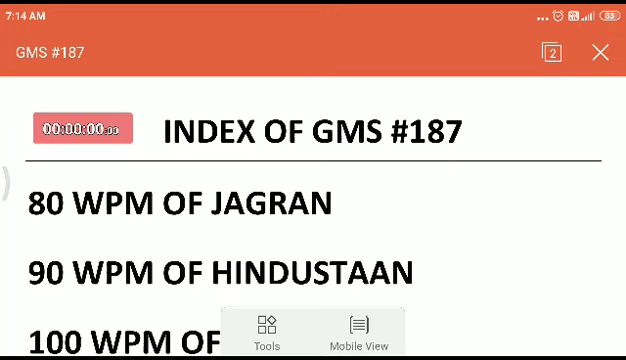 7:14 AM
83
GMS #187
2
00:00:00:00
INDEX OF GMS #187
80 WPM OF JAGRAN
90 WPM OF HINDUSTAAN
100 WPM OF
Tools
Mobile View